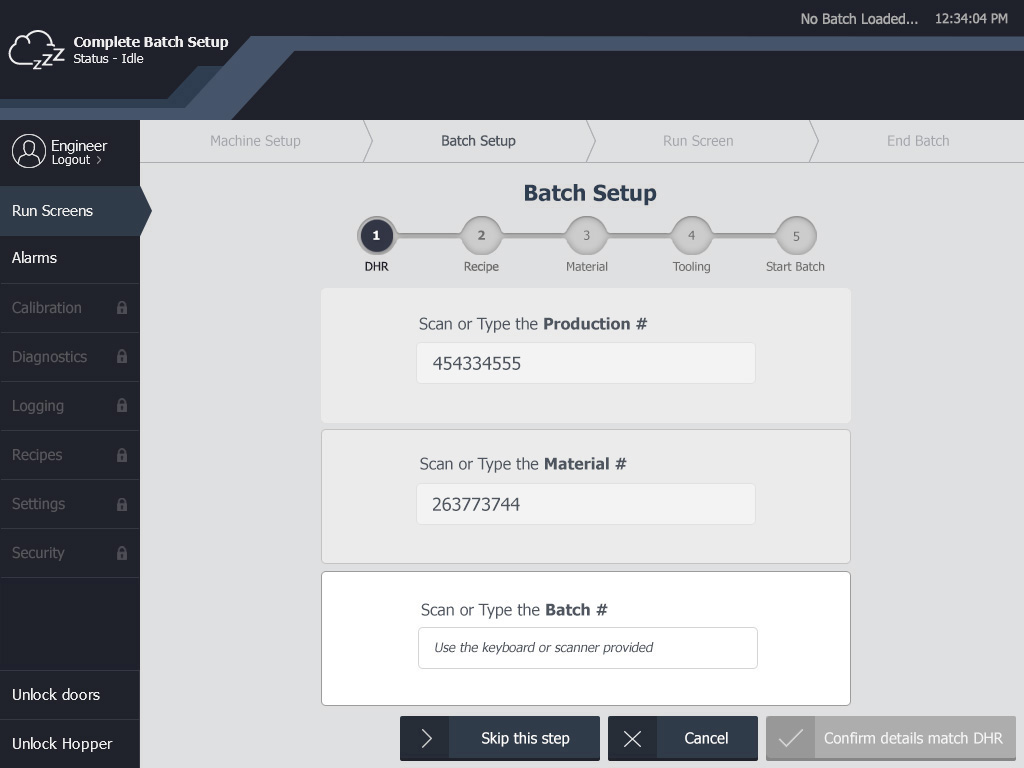 No Batch Loaded... 12:34:04 PM
Complete Batch Setup
Status - Idle
zzz
Engineer
Logout >
Machine Setup
Batch Setup
Run Screen
End Batch
Run Screens
Alarms
Calibration
Diagnostics
Logging
Recipes
Settings
Security
Unlock doors
Unlock Hopper
Batch Setup
1 2 3 4 5
DHR Recipe Material Tooling Start Batch
Scan or Type the Production #
454334555
Scan or Type the Material #
263773744
Scan or Type the Batch #
Use the keyboard or scanner provided
Skip this step
Cancel
Confirm details match DHR